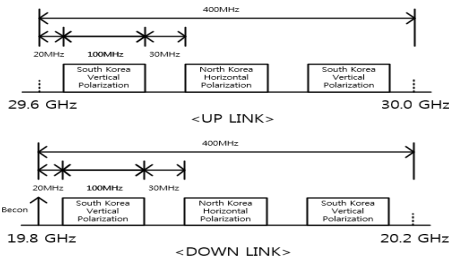 400MHz
20MHz 100MHz 30MHz
South Korea Vertical Polarization
North Korea Horizontal Polarization
South Korea Vertical Polarization
29.6 GHz 30.0 GHz
<UP LINK>
400MHz
20MHz 100MHz 30MHz
Becon
South Korea Vertical Polarization
North Korea Horizontal Polarization
South Korea Vertical Polarization
19.8 GHz 20.2 GHz
<DOWN LINK>